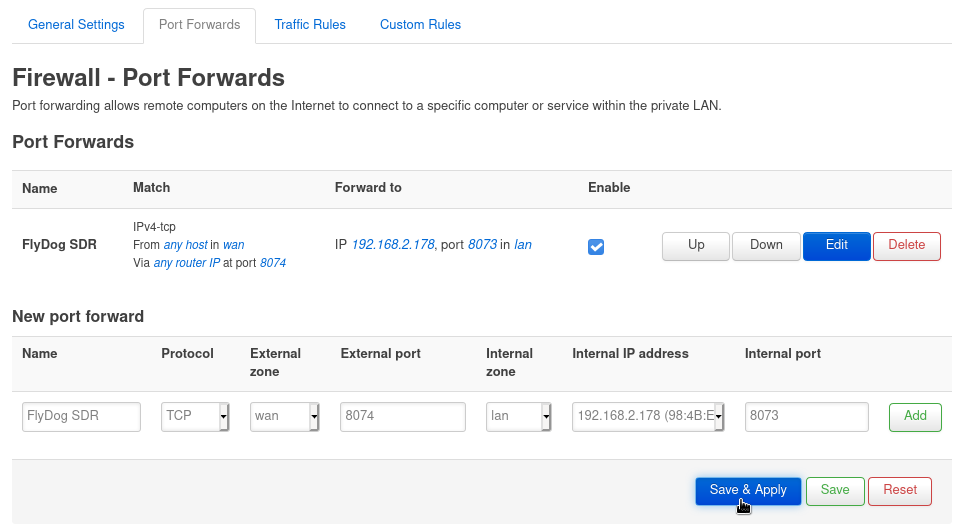 General Settings
Port Forwards
Traffic Rules
Custom Rules
Firewall - Port Forwards
Port forwarding allows remote computers on the Internet to connect to a specific computer or service within the private LAN.
Port Forwards
Name
Match
Forward to
Enable
FlyDog SDR
IPv4-tcp
From any host in wan
Via any router IP at port 8074
IP 192.168.2.178, port 8073 in lan
Up
Down
Edit
Delete
New port forward
Name
Protocol
External
zone
External port
Internal
zone
Internal IP address
Internal port
FlyDog SDR
TCP
wan
8074
lan
192.168.2.178 (98:4B:E
8073
Add
Save & Apply
Save
Reset